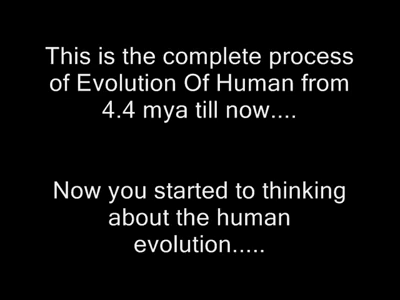 This is the complete process
of Evolution Of Human from
4.4 mya till now....
Now you started to thinking
about the human
evolution.....